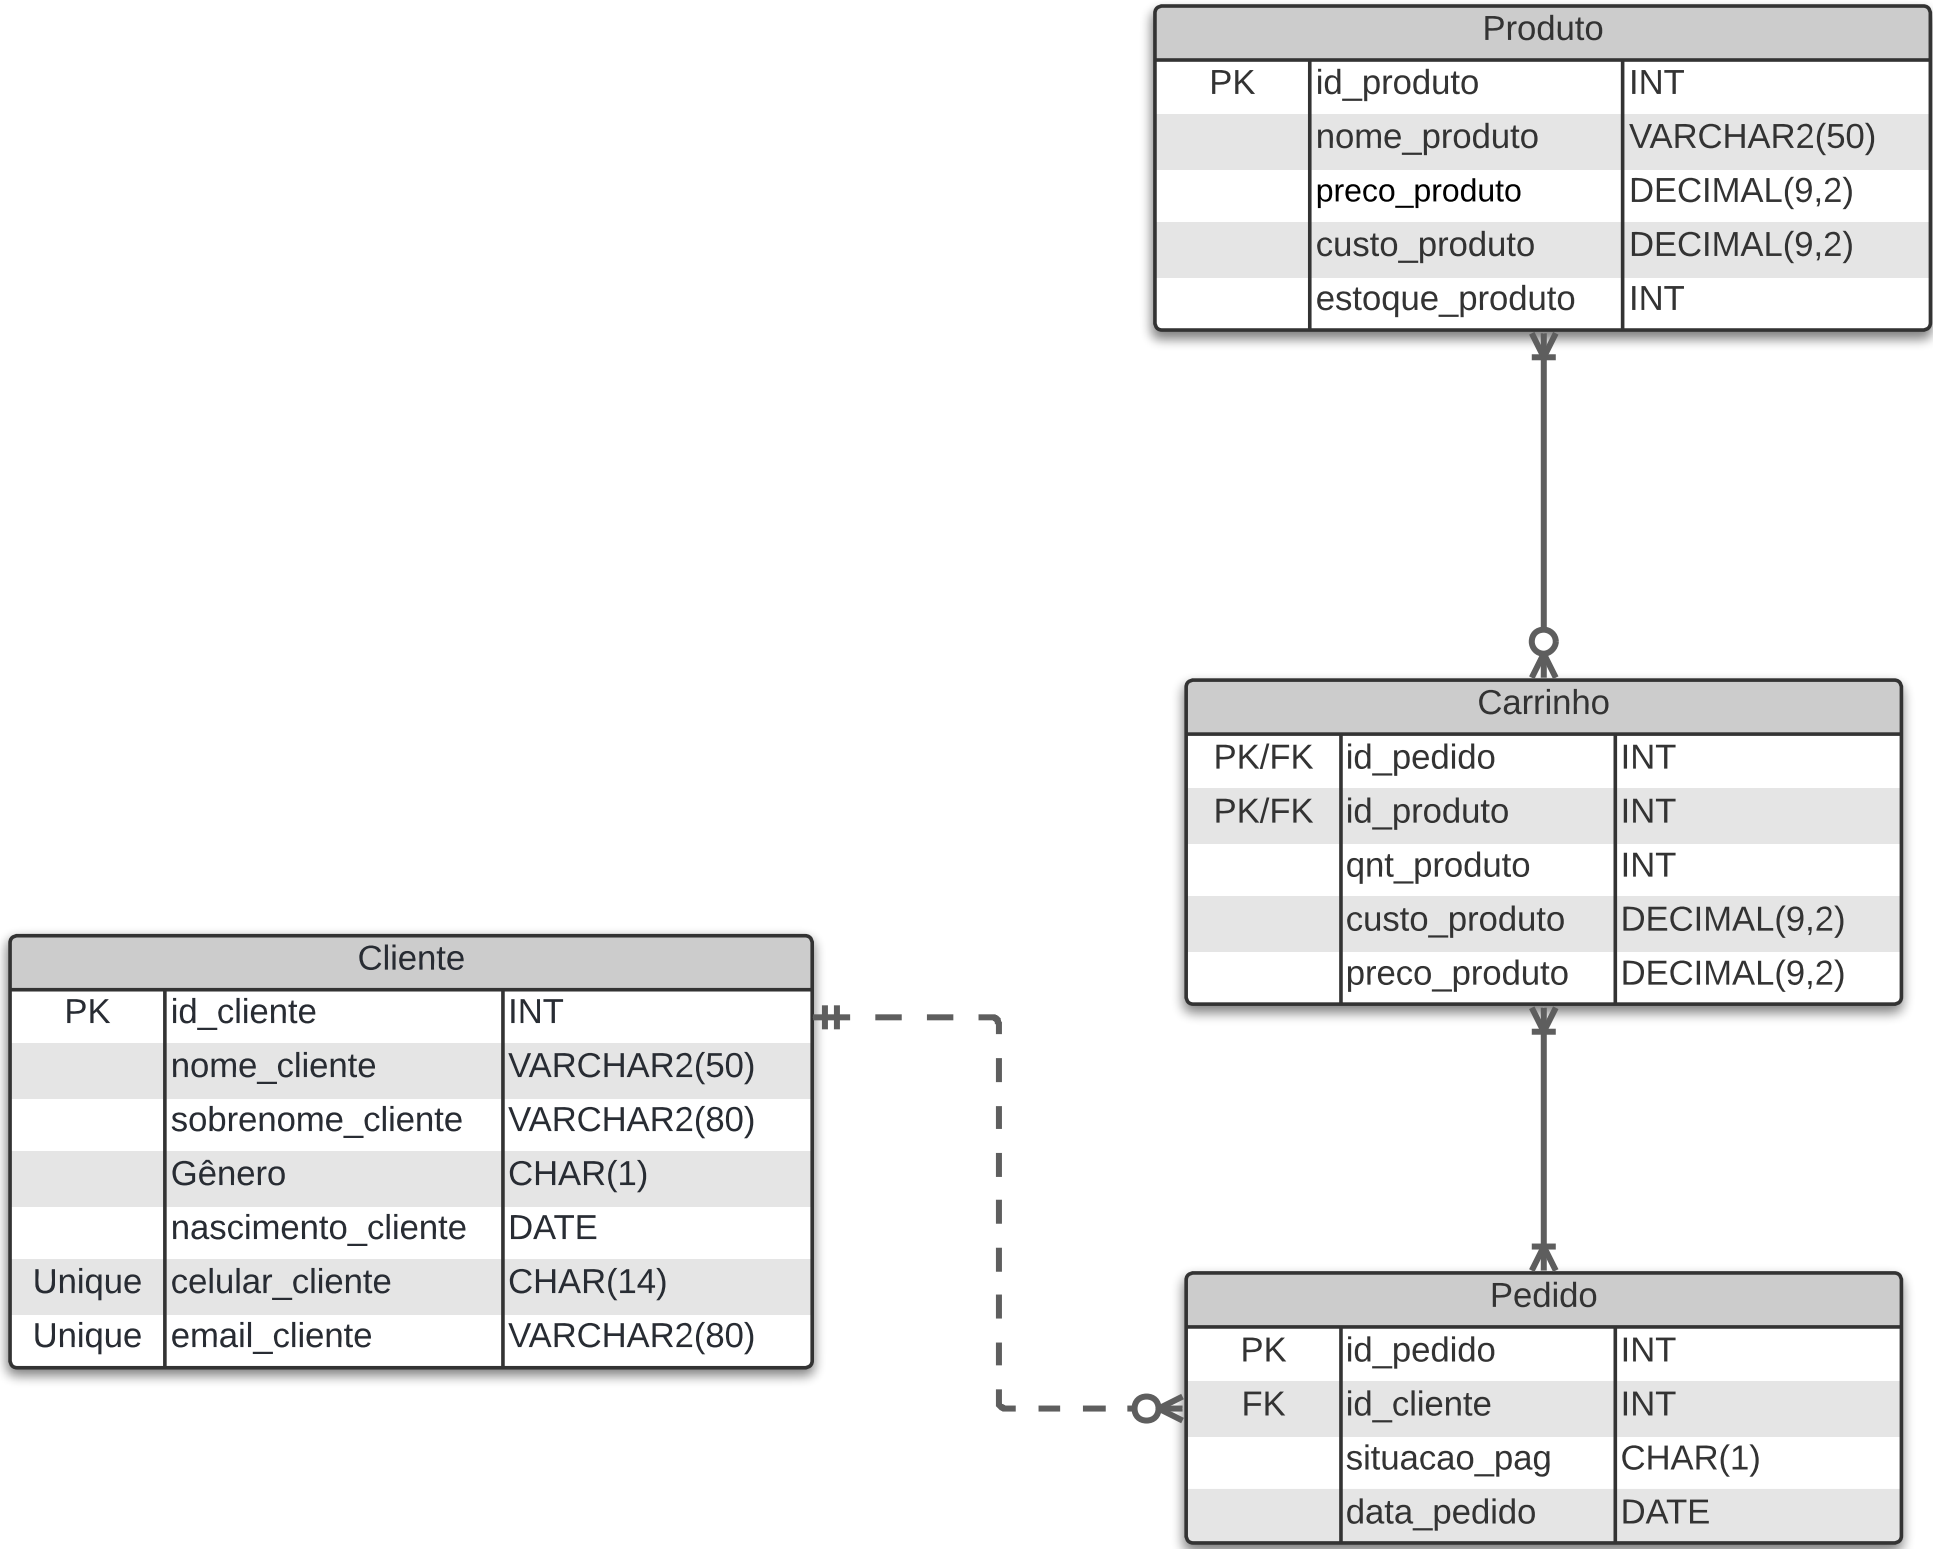 Produto
PK id_produto INT
nome_produto VARCHAR2(50)
preco_produto DECIMAL(9,2)
custo_produto DECIMAL(9,2)
estoque_produto INT
Carrinho
PK/FK id_pedido INT
PK/FK id_produto INT
qnt_produto INT
custo_produto DECIMAL(9,2)
preco_produto DECIMAL(9,2)
Cliente
PK id_cliente INT
nome_cliente VARCHAR2(50)
sobrenome_cliente VARCHAR2(80)
Gênero CHAR(1)
nascimento_cliente DATE
Unique celular_cliente CHAR(14)
Unique email_cliente VARCHAR2(80)
Pedido
PK id_pedido INT
FK id_cliente INT
situacao_pag CHAR(1)
data_pedido DATE